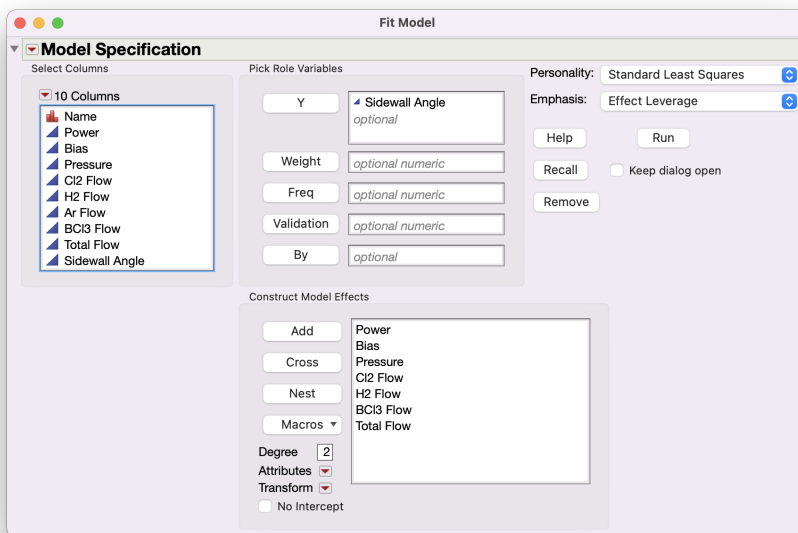 Fit Model
Model Specification
Select Columns
10 Columns
Name
Power
Bias
Pressure
Cl2 Flow
H2 Flow
Ar Flow
BCl3 Flow
Total Flow
Sidewall Angle
Pick Role Variables
Y
Sidewall Angle
optional
Weight
optional numeric
Freq
optional numeric
Validation
optional numeric
By
optional
Personality:
Standard Least Squares
Emphasis:
Effect Leverage
Help
Run
Recall
Keep dialog open
Remove
Construct Model Effects
Add
Cross
Nest
Macros
Degree 2
Attributes
Transform
No Intercept
Power
Bias
Pressure
Cl2 Flow
H2 Flow
BCl3 Flow
Total Flow